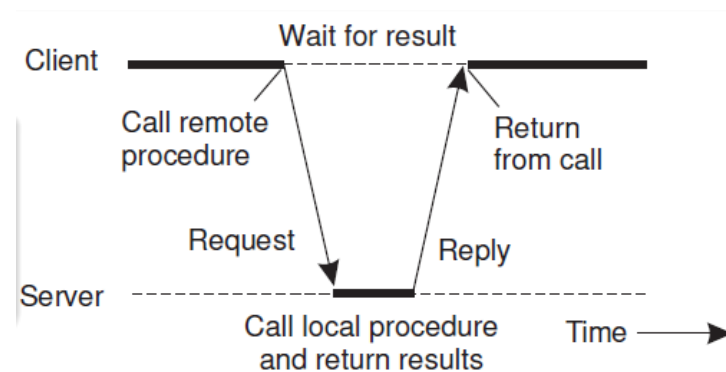 Wait for result
Client
Call remote
procedure
Return
from call
Request
Reply
Server
Call local procedure
and return results
Time